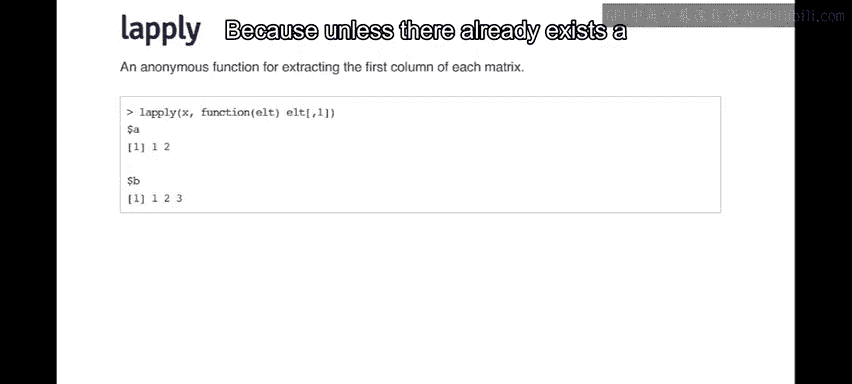 lapply Because unless there already exists a
An anonymous function for extracting the first column of each matrix.
> lapply(x, function(elt) elt[,1])
$a
[1] 1 2
$b
[1] 1 2 3